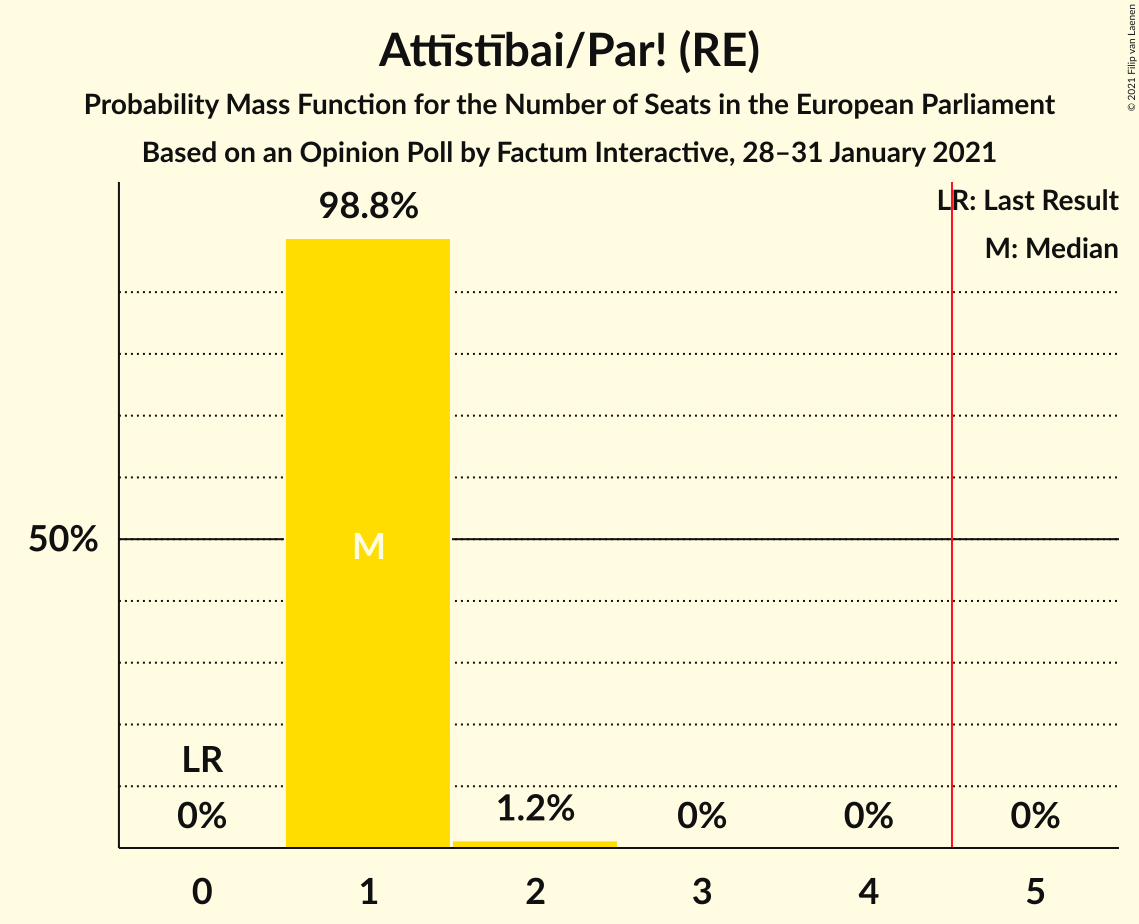 Attīstībai/Par! (RE)
Probability Mass Function for the Number of Seats in the European Parliament
Based on an Opinion Poll by Factum Interactive, 28–31 January 2021
© 2021 Filip van Laenen
LR: Last Result
M: Median
98.8%
50%
M
LR
0%
1.2%
0%
0%
0%
0
1
2
3
4
5